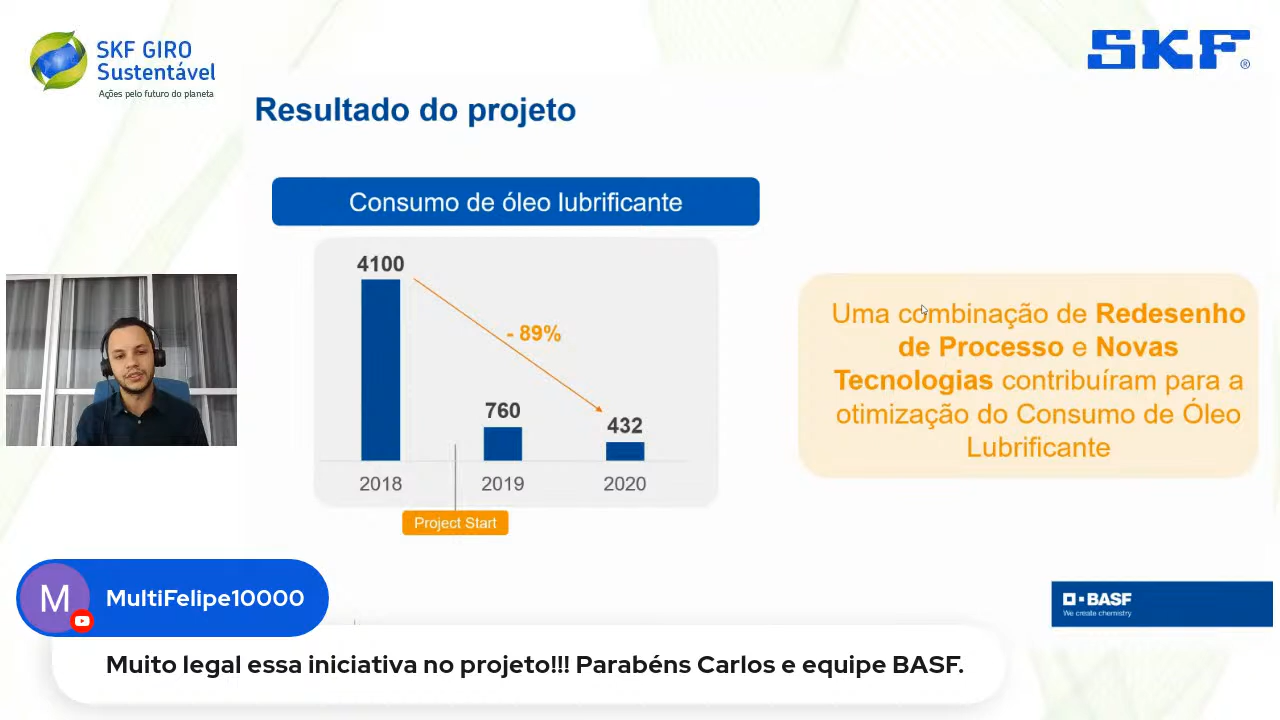 SKF GIRO
Sustentável
Ações pelo futuro do planeta
SKF®
Resultado do projeto
Consumo de óleo lubrificante
4100
- 89%
760
432
2018
2019
2020
Project Start
Uma combinação de Redesenho
de Processo e Novas
Tecnologias contribuíram para a
otimização do Consumo de Óleo
Lubrificante
BASF
We create chemistry
M
MultiFelipe10000
Muito legal essa iniciativa no projeto!!! Parabéns Carlos e equipe BASF.